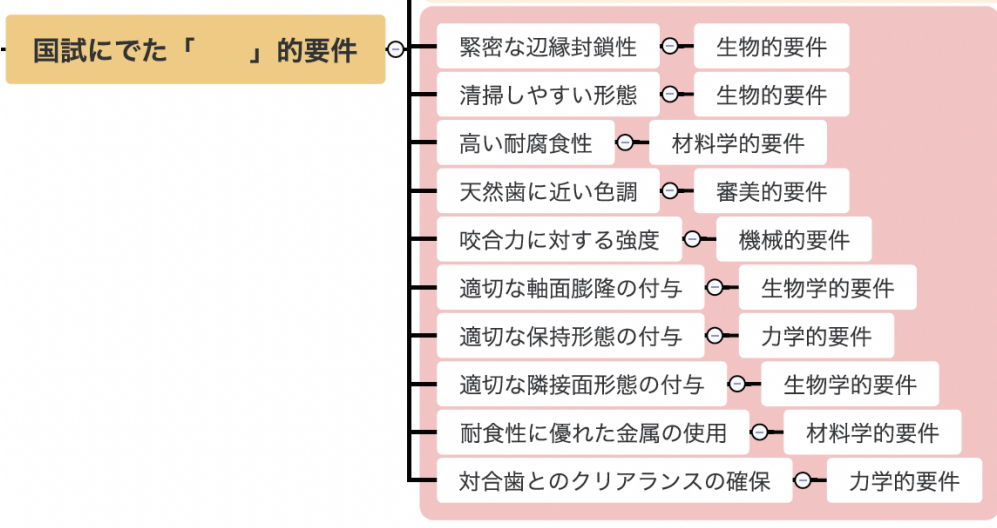 国試にでた「　　」的要件
緊密な辺縁封鎖性 生物的要件
清掃しやすい形態 生物的要件
高い耐腐食性 材料学的要件
天然歯に近い色調 審美的要件
咬合力に対する強度 機械的要件
適切な軸面膨隆の付与 生物学的要件
適切な保持形態の付与 力学的要件
適切な隣接面形態の付与 生物学的要件
耐食性に優れた金属の使用 材料学的要件
対合歯とのクリアランスの確保 力学的要件